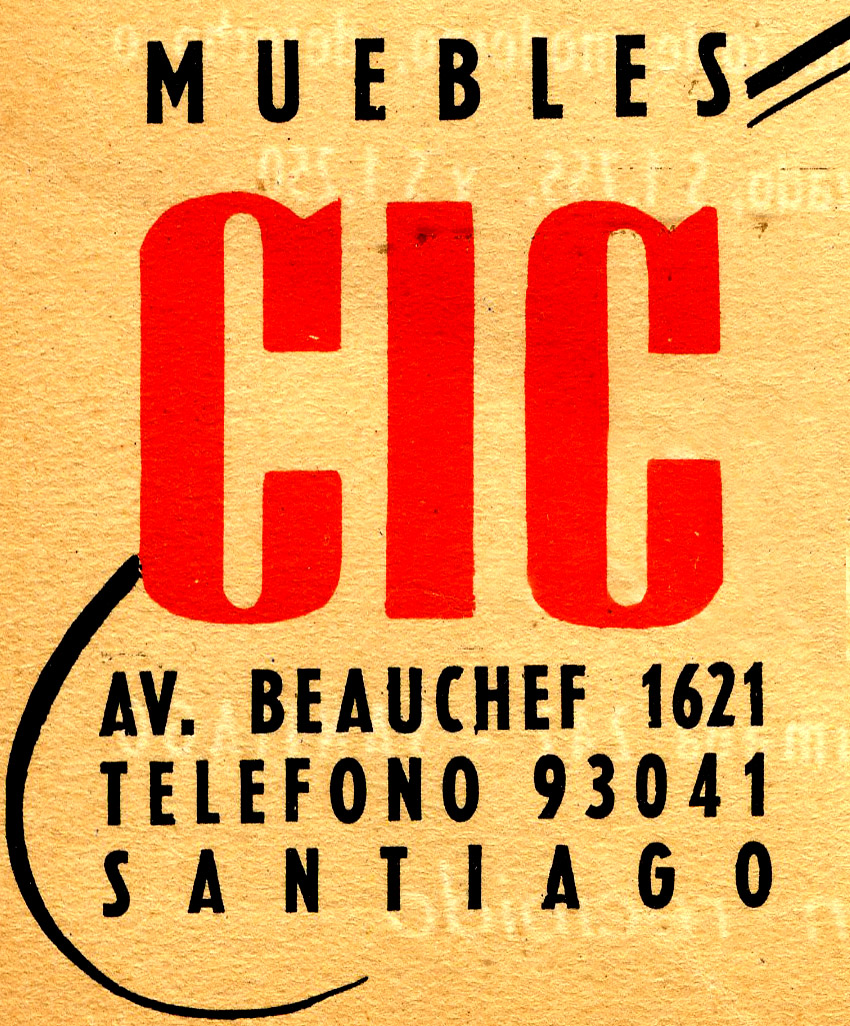 MUEBLES
CIC
AV. BEAUCHEF 1621
TELEFONO 93041
SANTIAGO